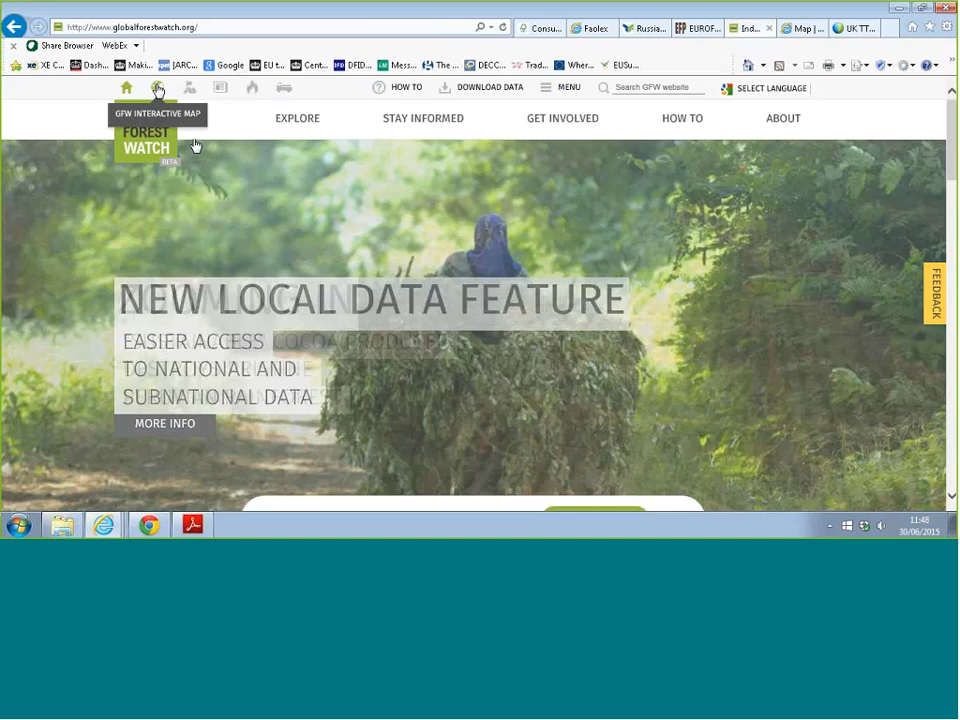 http://www.globalforestwatch.org/
Consu...
Faolex
Russia...
EUROF...
Ind...
Map | ...
UK TT...
Share Browser
WebEx
XE C...
Dash...
Maki...
JARC...
Google
EU t...
Cent...
DFID...
Mess...
The ...
DECC...
Trad...
Wher...
EUSu...
HOW TO
DOWNLOAD DATA
MENU
Search GFW website
SELECT LANGUAGE
GFW INTERACTIVE MAP
FOREST
WATCH
BETA
EXPLORE
STAY INFORMED
GET INVOLVED
HOW TO
ABOUT
NEW LOCAL DATA FEATURE
EASIER ACCESS
TO NATIONAL AND
SUBNATIONAL DATA
MORE INFO
FEEDBACK
11:48
30/06/2015